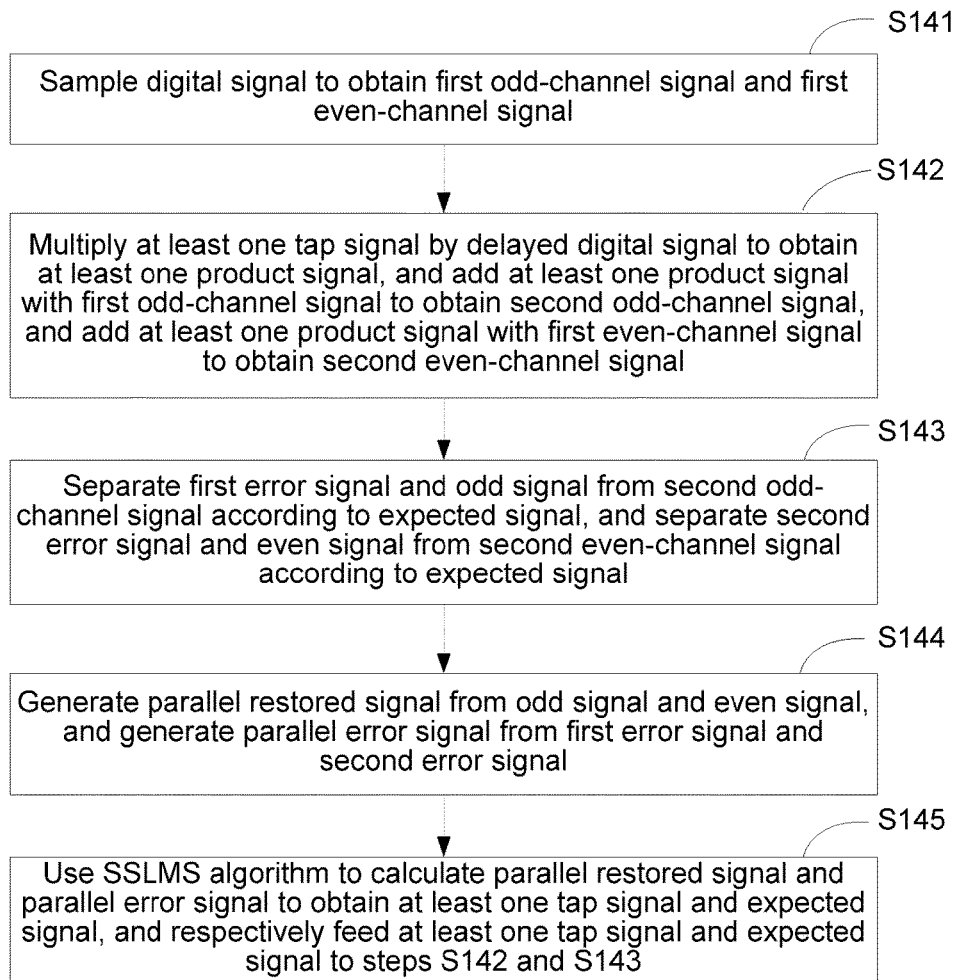 S141
Sample digital signal to obtain first odd-channel signal and first
even-channel signal
S142
Multiply at least one tap signal by delayed digital signal to obtain
at least one product signal, and add at least one product signal
with first odd-channel signal to obtain second odd-channel signal,
and add at least one product signal with first even-channel signal
to obtain second even-channel signal
S143
Separate first error signal and odd signal from second odd-
channel signal according to expected signal, and separate second
error signal and even signal from second even-channel signal
according to expected signal
S144
Generate parallel restored signal from odd signal and even signal,
and generate parallel error signal from first error signal and
second error signal
S145
Use SSLMS algorithm to calculate parallel restored signal and
parallel error signal to obtain at least one tap signal and expected
signal, and respectively feed at least one tap signal and expected
signal to steps S142 and S143